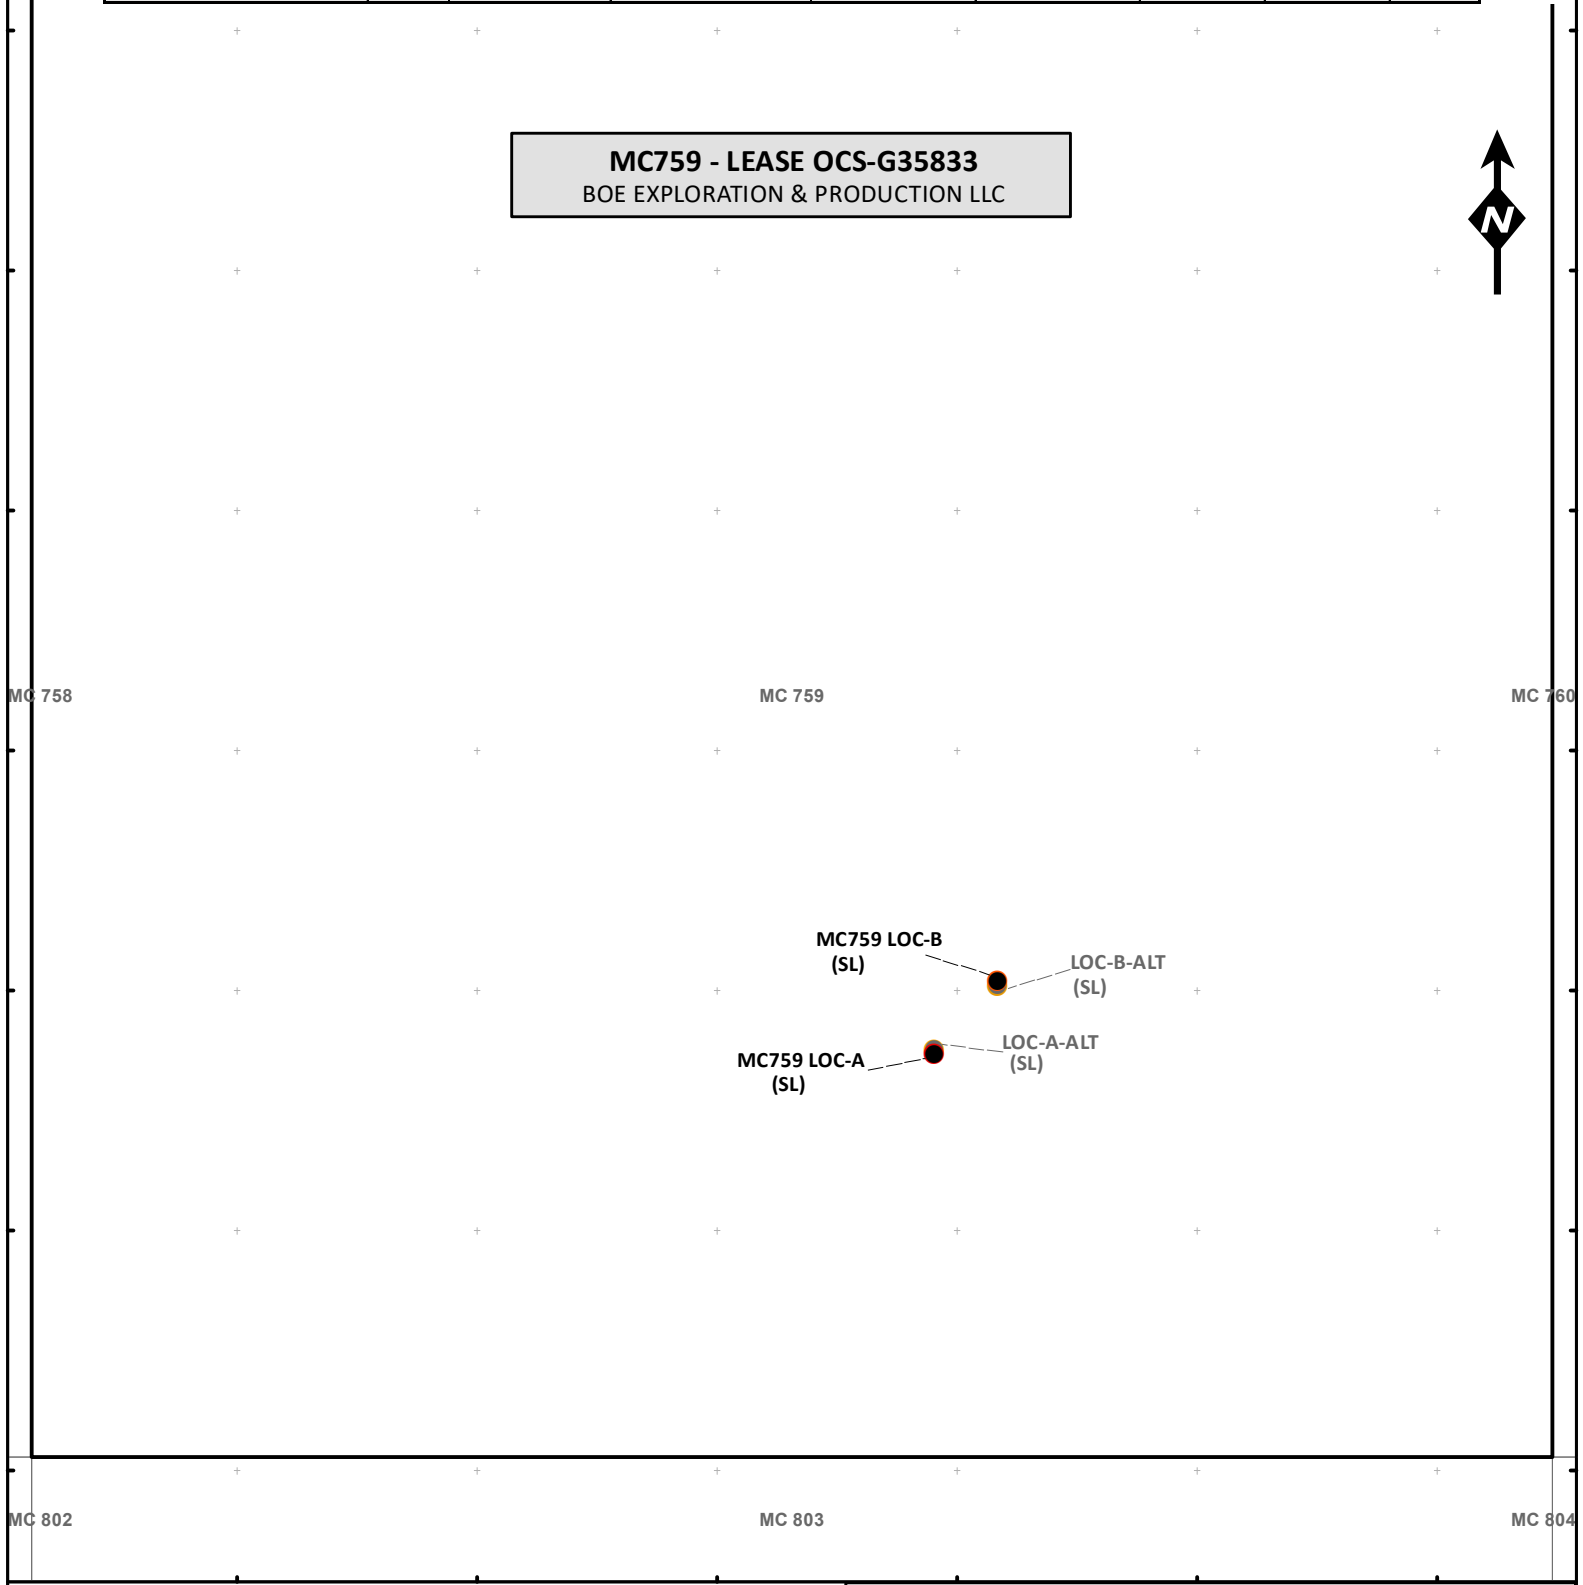 MC759 - LEASE OCS-G35833
BOE EXPLORATION & PRODUCTION LLC
N
MC 758
MC 759
MC 760
MC759 LOC-B
(SL)
LOC-B-ALT
(SL)
LOC-A-ALT
(SL)
MC759 LOC-A
(SL)
MC 802
MC 803
MC 804